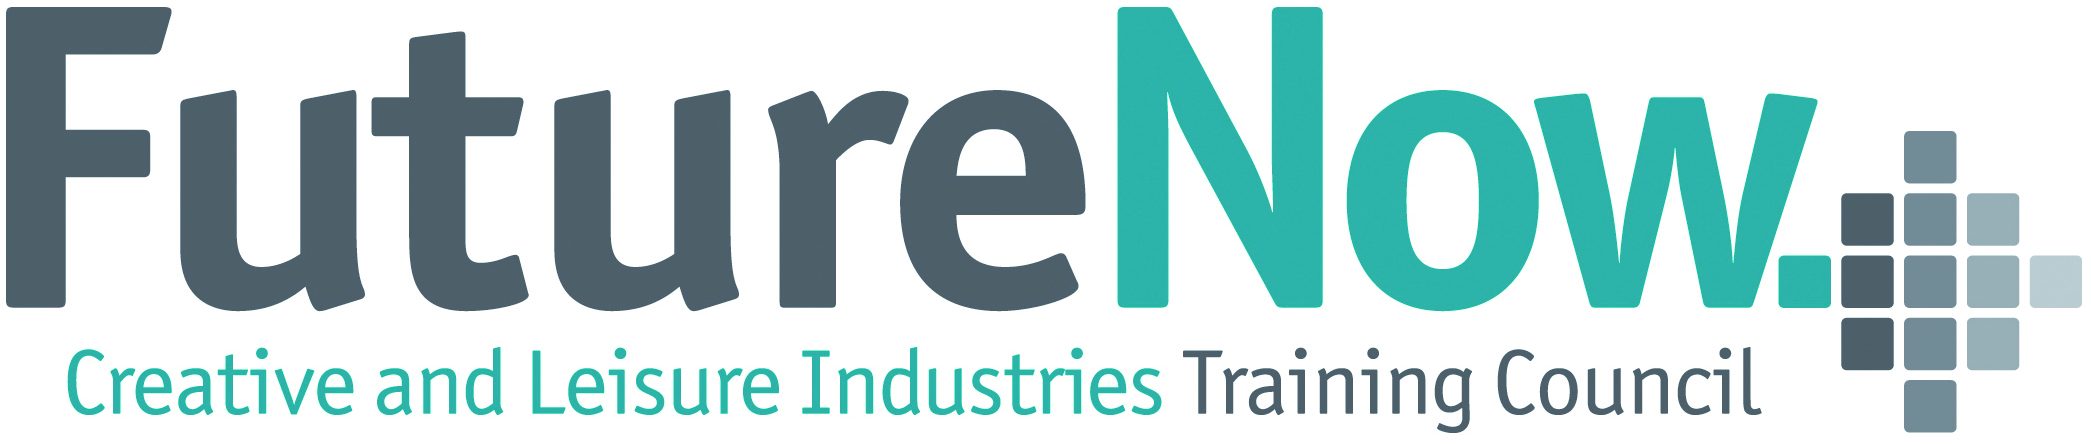 FutureNow.
Creative and Leisure Industries Training Council